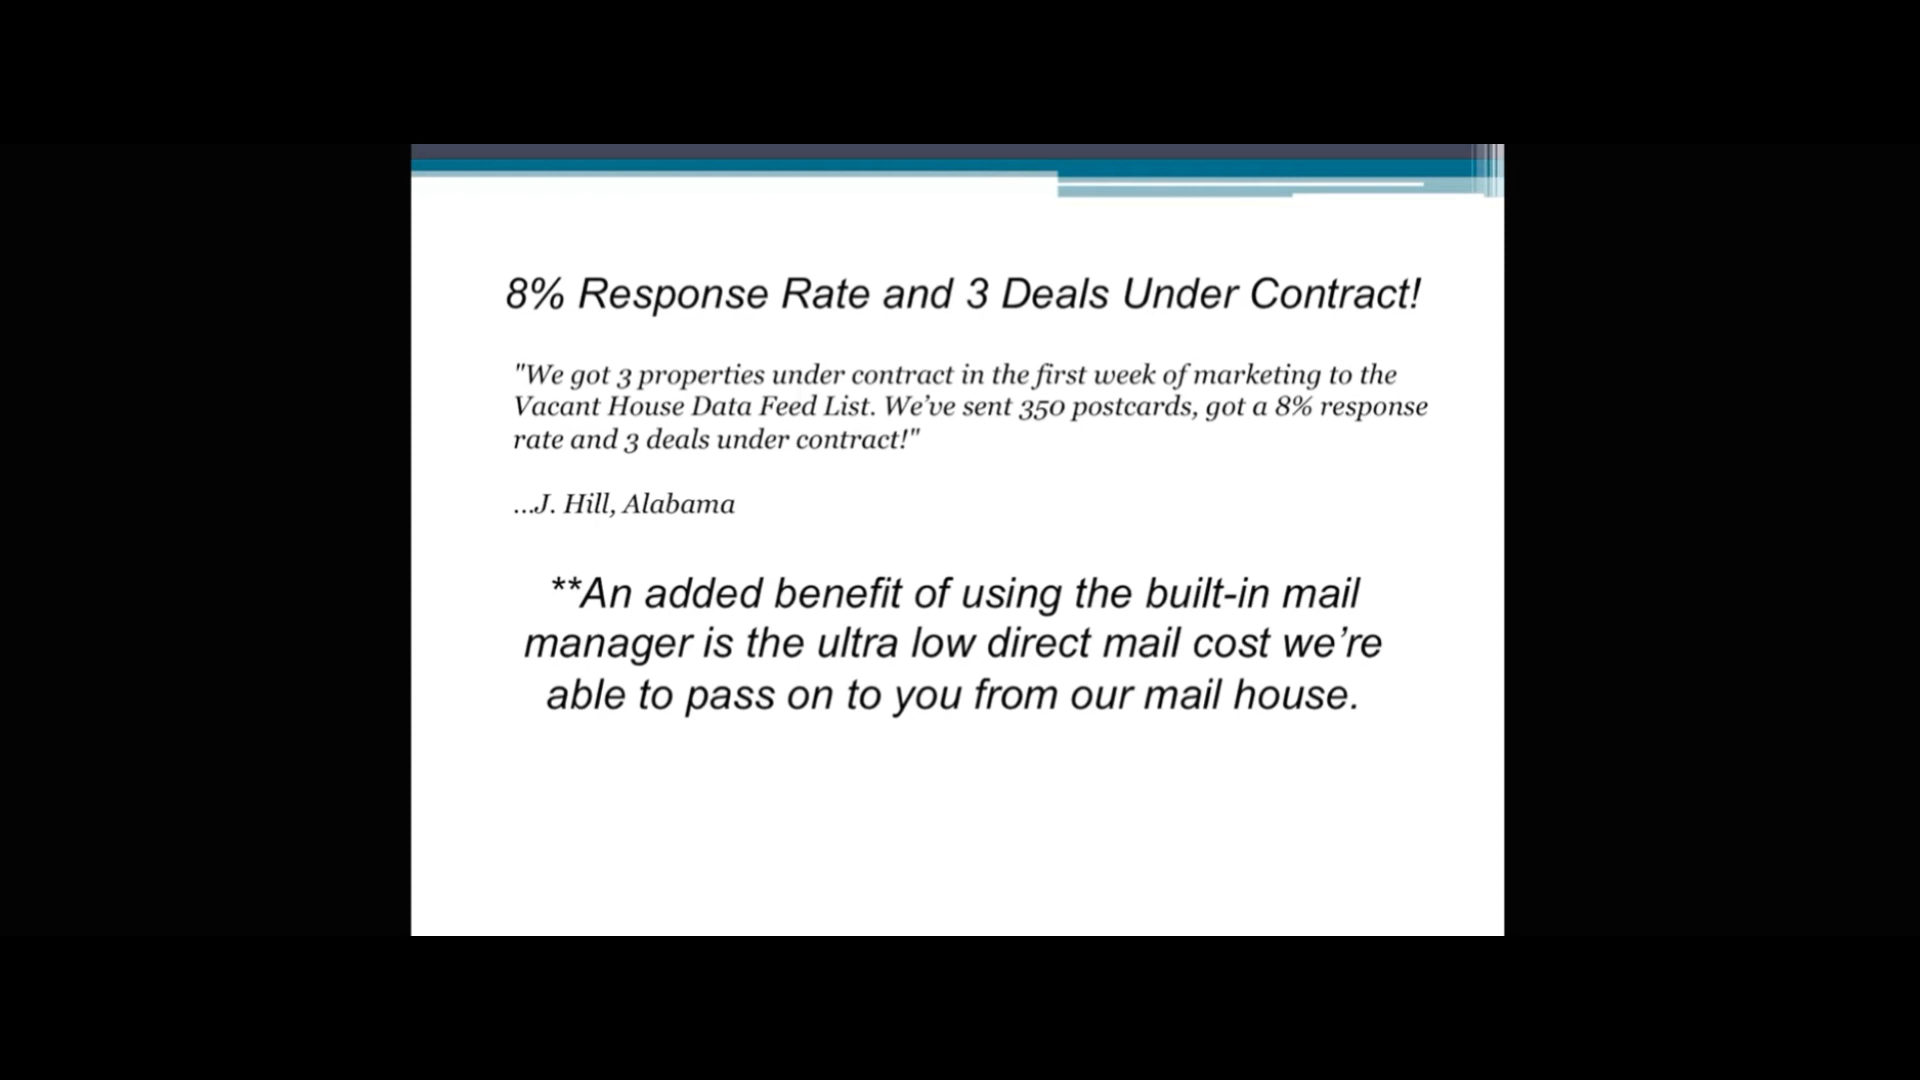 8% Response Rate and 3 Deals Under Contract!
"We got 3 properties under contract in the first week of marketing to the
Vacant House Data Feed List. We’ve sent 350 postcards, got a 8% response
rate and 3 deals under contract!"
...J. Hill, Alabama
**An added benefit of using the built-in mail
manager is the ultra low direct mail cost we’re
able to pass on to you from our mail house.